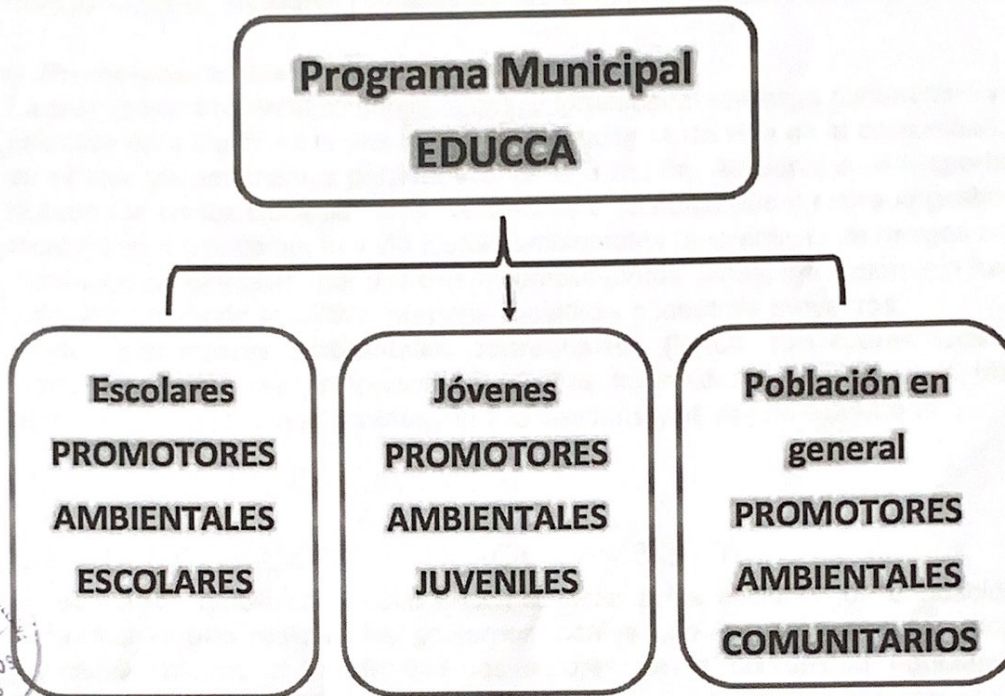 Programa Municipal
EDUCCA
Escolares
PROMOTORES
AMBIENTALES
ESCOLARES
Jóvenes
PROMOTORES
AMBIENTALES
JUVENILES
Población en
general
PROMOTORES
AMBIENTALES
COMUNITARIOS